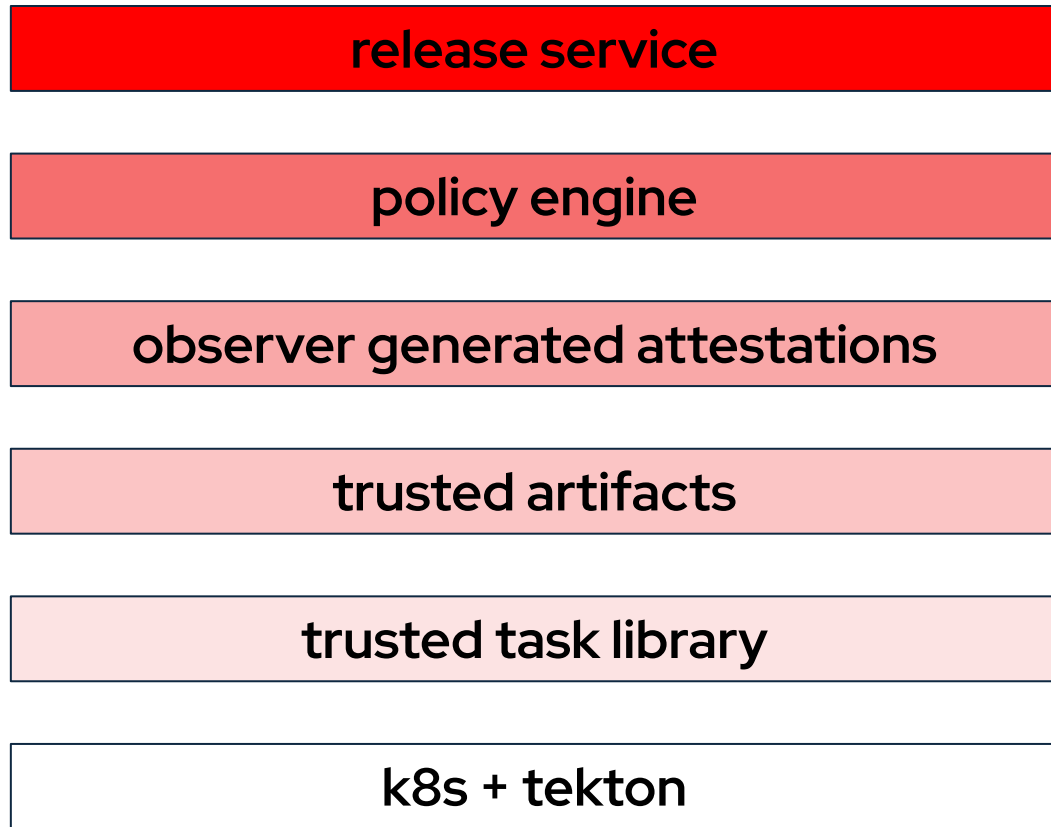 release service
policy engine
observer generated attestations
trusted artifacts
trusted task library
k8s + tekton